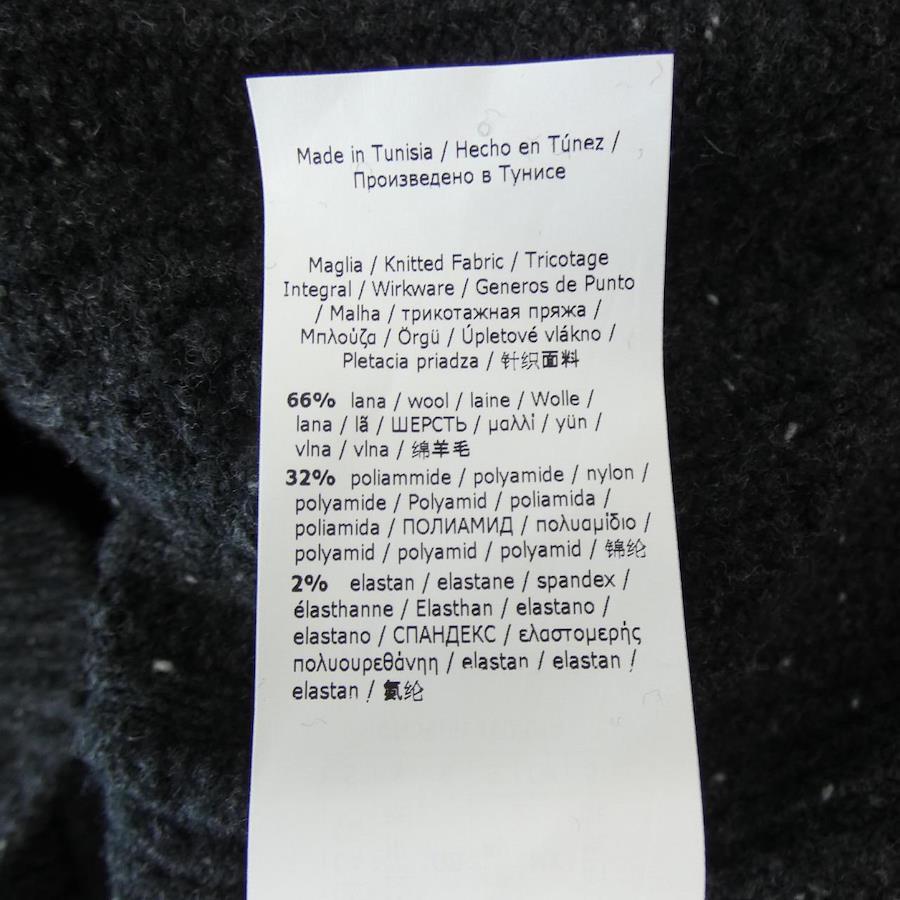 Made in Tunisia / Hecho en Túnez /
Произведено в Тунисе
Maglia / Knitted Fabric / Tricotage
Integral / Wirkware / Generos de Punto
/ Malha / трикотажная пряжа /
Μπλούζα / Örgü / Úpletové vlákno /
Pletacia priadza / 针织面料
66% lana / wool / laine / Wolle /
lana / lã / ШЕРСТЬ / μαλλί / yün /
vlna / vlna / 绵羊毛
32% poliammide / polyamide / nylon /
polyamide / Polyamid / poliamida /
poliamida / ПОЛИАМИД / πολυαμίδιο /
polyamid / polyamid / polyamid / 锦纶
2% elastan / elastane / spandex /
élasthanne / Elasthan / elastano /
elastano / СПАНДЕКС / ελαστομερής
πολυουρεθάνηη / elastan / elastan /
elastan / 氨纶